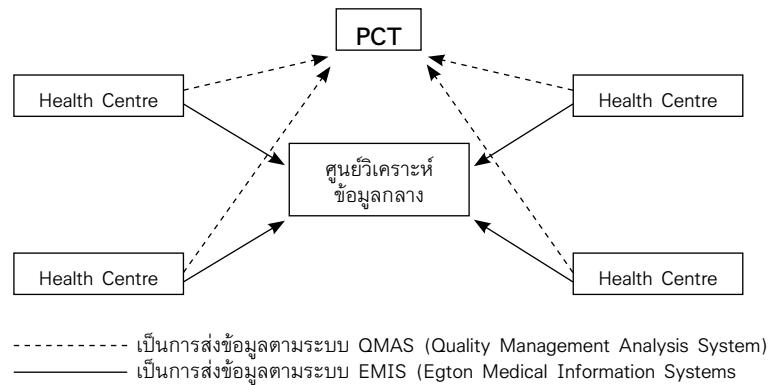 PCT
Health Centre
Health Centre
ศูนย์วิเคราะห์
ข้อมูลกลาง
Health Centre
Health Centre
เป็นการส่งข้อมูลตามระบบ QMAS (Quality Management Analysis System)
เป็นการส่งข้อมูลตามระบบ EMIS (Egton Medical Information Systems